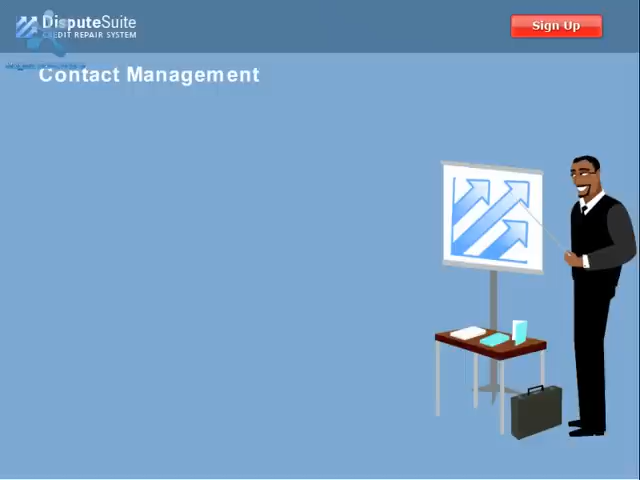 DisputeSuite
CREDIT REPAIR SYSTEM
Sign Up
Contact Management